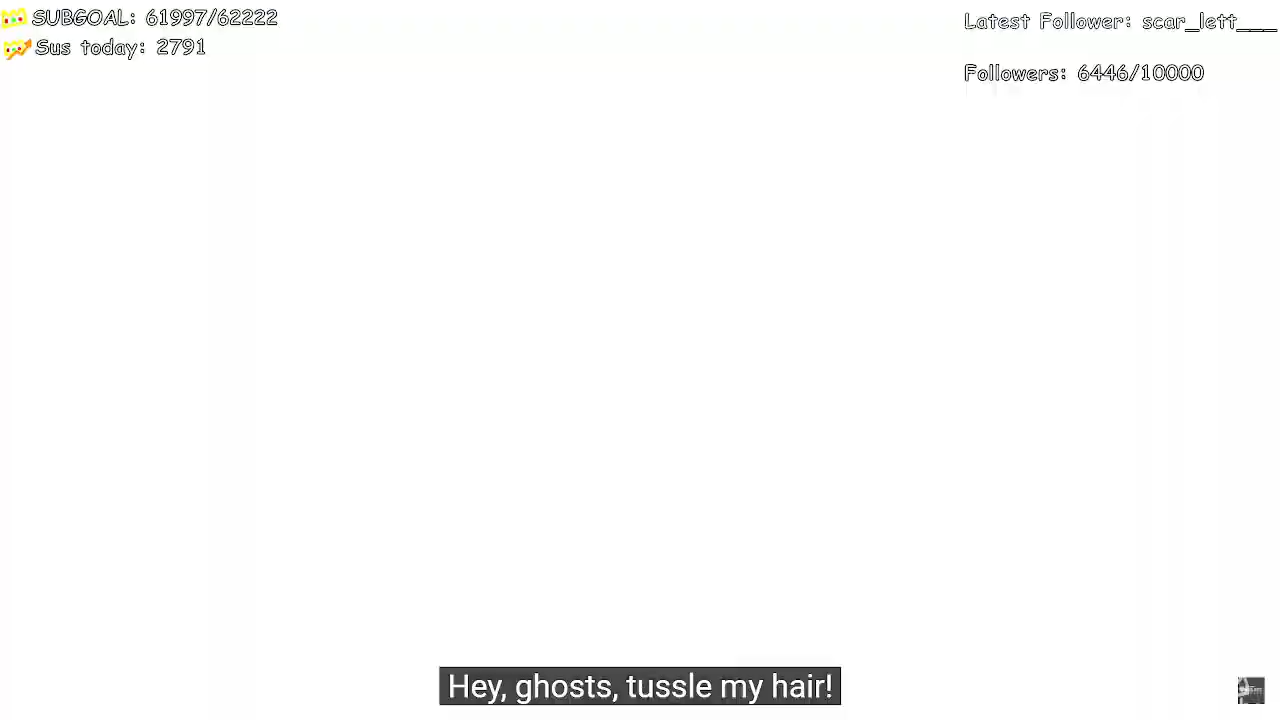 SUBGOAL: 61997/62222
Sus today: 2791
Latest Follower: scar_lett___
Followers: 6446/10000
Hey, ghosts, tussle my hair!